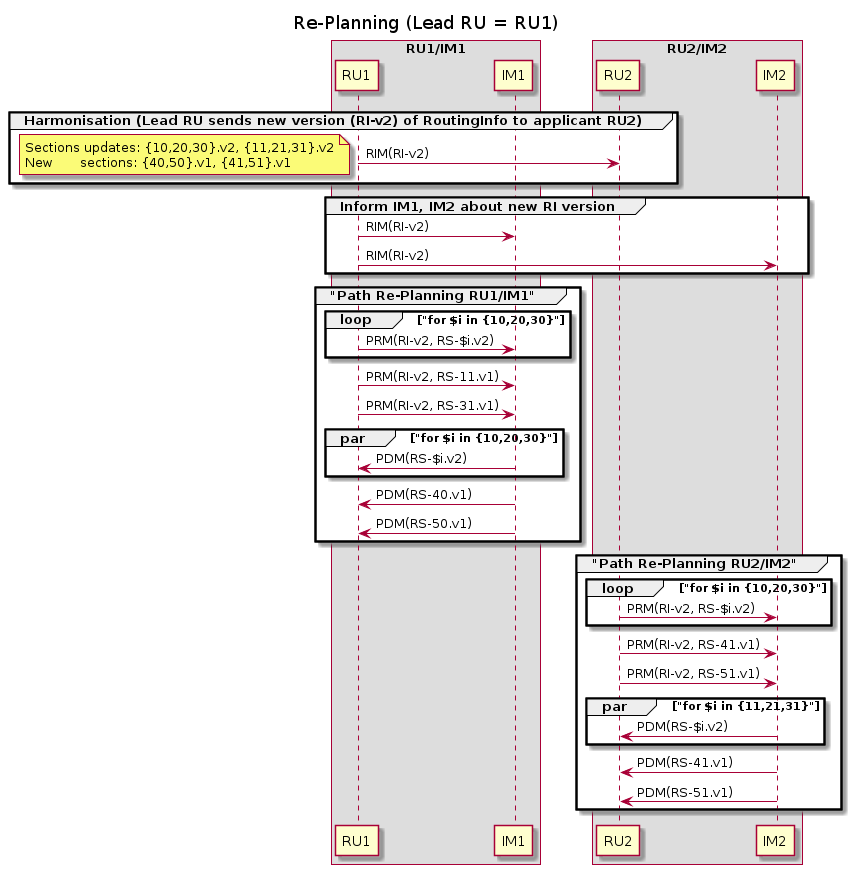 Re-Planning (Lead RU = RU1)
RU1/IM1
RU2/IM2
RU1
IM1
RU2
IM2
Harmonisation (Lead RU sends new version (RI-v2) of RoutingInfo to applicant RU2)
Sections updates: {10,20,30}.v2, {11,21,31}.v2
New sections: {40,50}.v1, {41,51}.v1
RIM(RI-v2)
Inform IM1, IM2 about new RI version
RIM(RI-v2)
RIM(RI-v2)
"Path Re-Planning RU1/IM1"
loop ["for $i in {10,20,30}"]
PRM(RI-v2, RS-$i.v2)
PRM(RI-v2, RS-11.v1)
PRM(RI-v2, RS-31.v1)
par ["for $i in {10,20,30}"]
PDM(RS-$i.v2)
PDM(RS-40.v1)
PDM(RS-50.v1)
"Path Re-Planning RU2/IM2"
loop ["for $i in {10,20,30}"]
PRM(RI-v2, RS-$i.v2)
PRM(RI-v2, RS-41.v1)
PRM(RI-v2, RS-51.v1)
par ["for $i in {11,21,31}"]
PDM(RS-$i.v2)
PDM(RS-41.v1)
PDM(RS-51.v1)
RU1
IM1
RU2
IM2